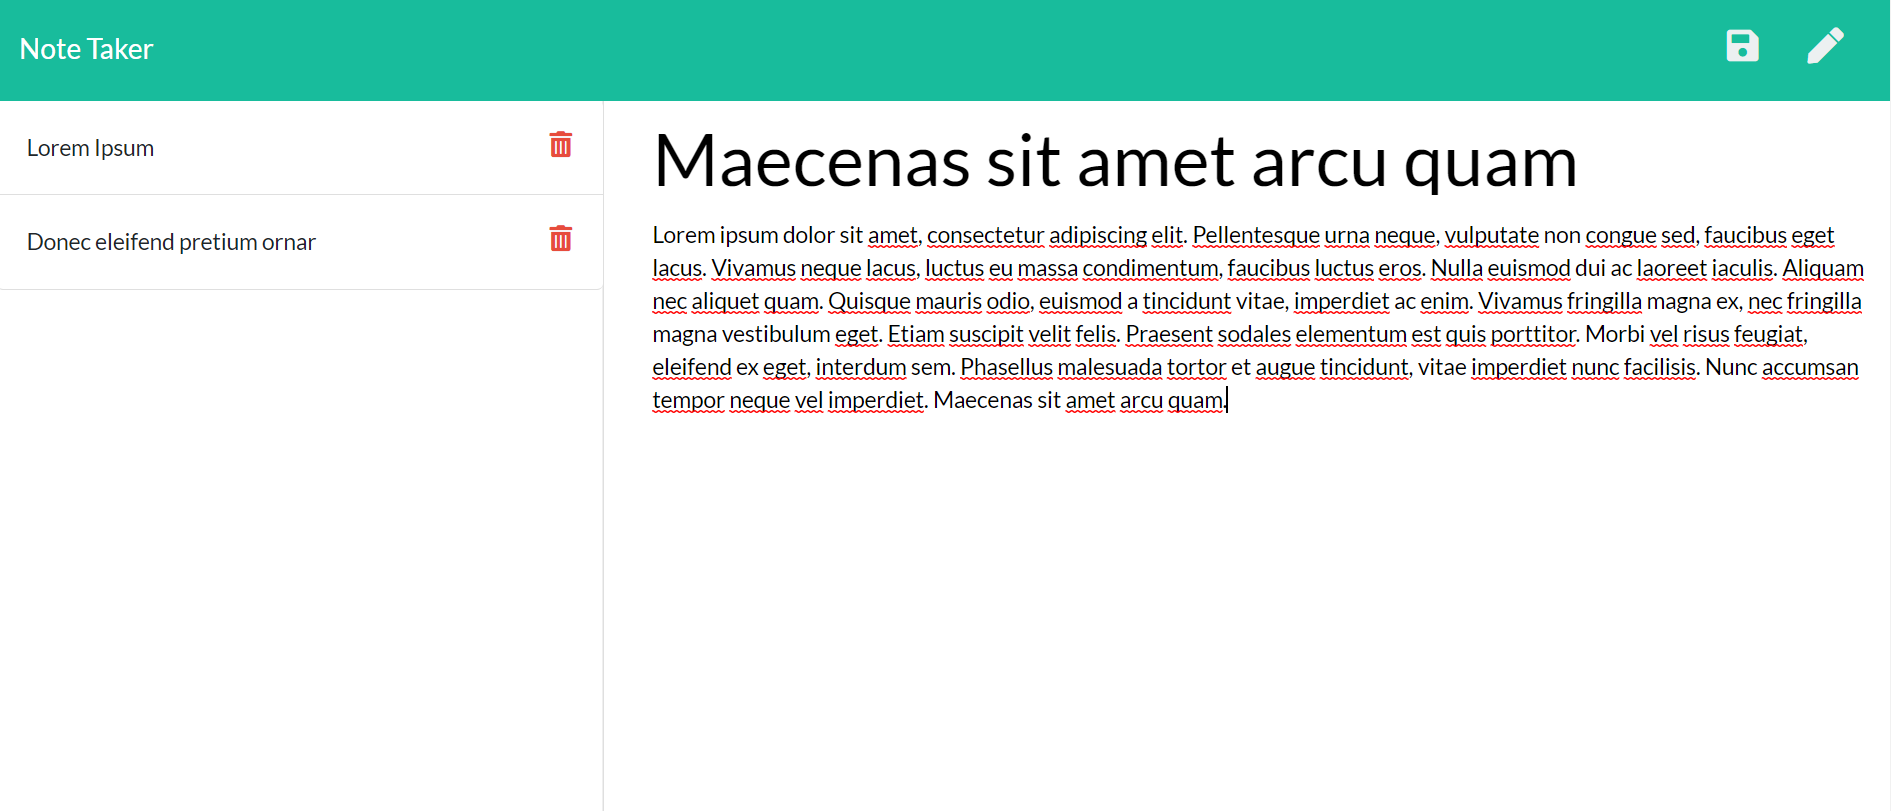 Note Taker
Lorem Ipsum
Donec eleifend pretium ornar
Maecenas sit amet arcu quam
Lorem ipsum dolor sit amet, consectetur adipiscing elit. Pellentesque urna neque, vulputate non congue sed, faucibus eget
lacus. Vivamus neque lacus, luctus eu massa condimentum, faucibus luctus eros. Nulla euismod dui ac laoreet iaculis. Aliquam
nec aliquet quam. Quisque mauris odio, euismod a tincidunt vitae, imperdiet ac enim. Vivamus fringilla magna ex, nec fringilla
magna vestibulum eget. Etiam suscipit velit felis. Praesent sodales elementum est quis porttitor. Morbi vel risus feugiat,
eleifend ex eget, interdum sem. Phasellus malesuada tortor et augue tincidunt, vitae imperdiet nunc facilisis. Nunc accumsan
tempor neque vel imperdiet. Maecenas sit amet arcu quam.